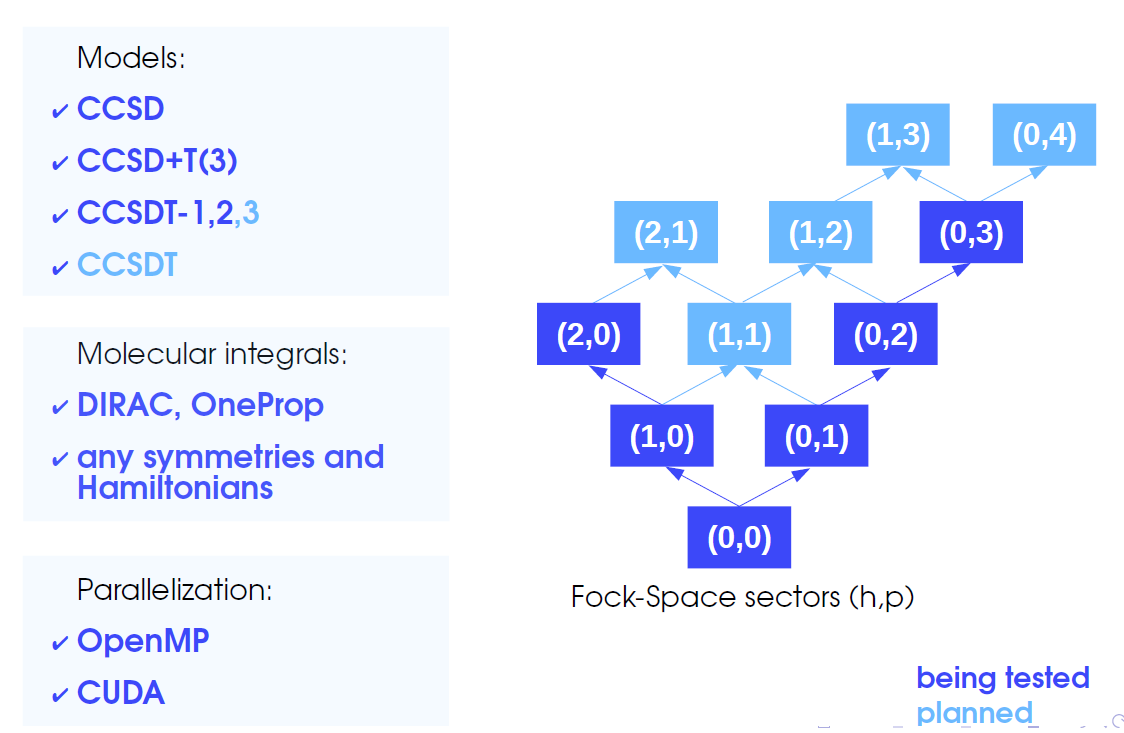 Models:
✓ CCSD
✓ CCSD+T(3)
✓ CCSDT-1,2,3
✓ CCSDT
Molecular integrals:
✓ DIRAC, OneProp
✓ any symmetries and
Hamiltonians
Parallelization:
✓ OpenMP
✓ CUDA
(1,3) (0,4)
(2,1) (1,2) (0,3)
(2,0) (1,1) (0,2)
(1,0) (0,1)
(0,0)
Fock-Space sectors (h,p)
being tested
planned